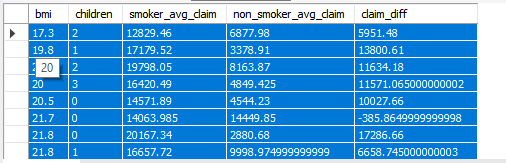 bmi children smoker_avg_claim non_smoker_avg_claim claim_diff
17.3 2 12829.46 6877.98 5951.48
19.8 1 17179.52 3378.91 13800.61
2 19798.05 8163.87 11634.18
20
20 3 16420.49 4849.425 11571.065000000002
20.5 0 14571.89 4544.23 10027.66
21.7 0 14063.985 14449.85 -385.8649999999998
21.8 0 20167.34 2880.68 17286.66
21.8 1 16657.72 9998.974999999999 6658.745000000003